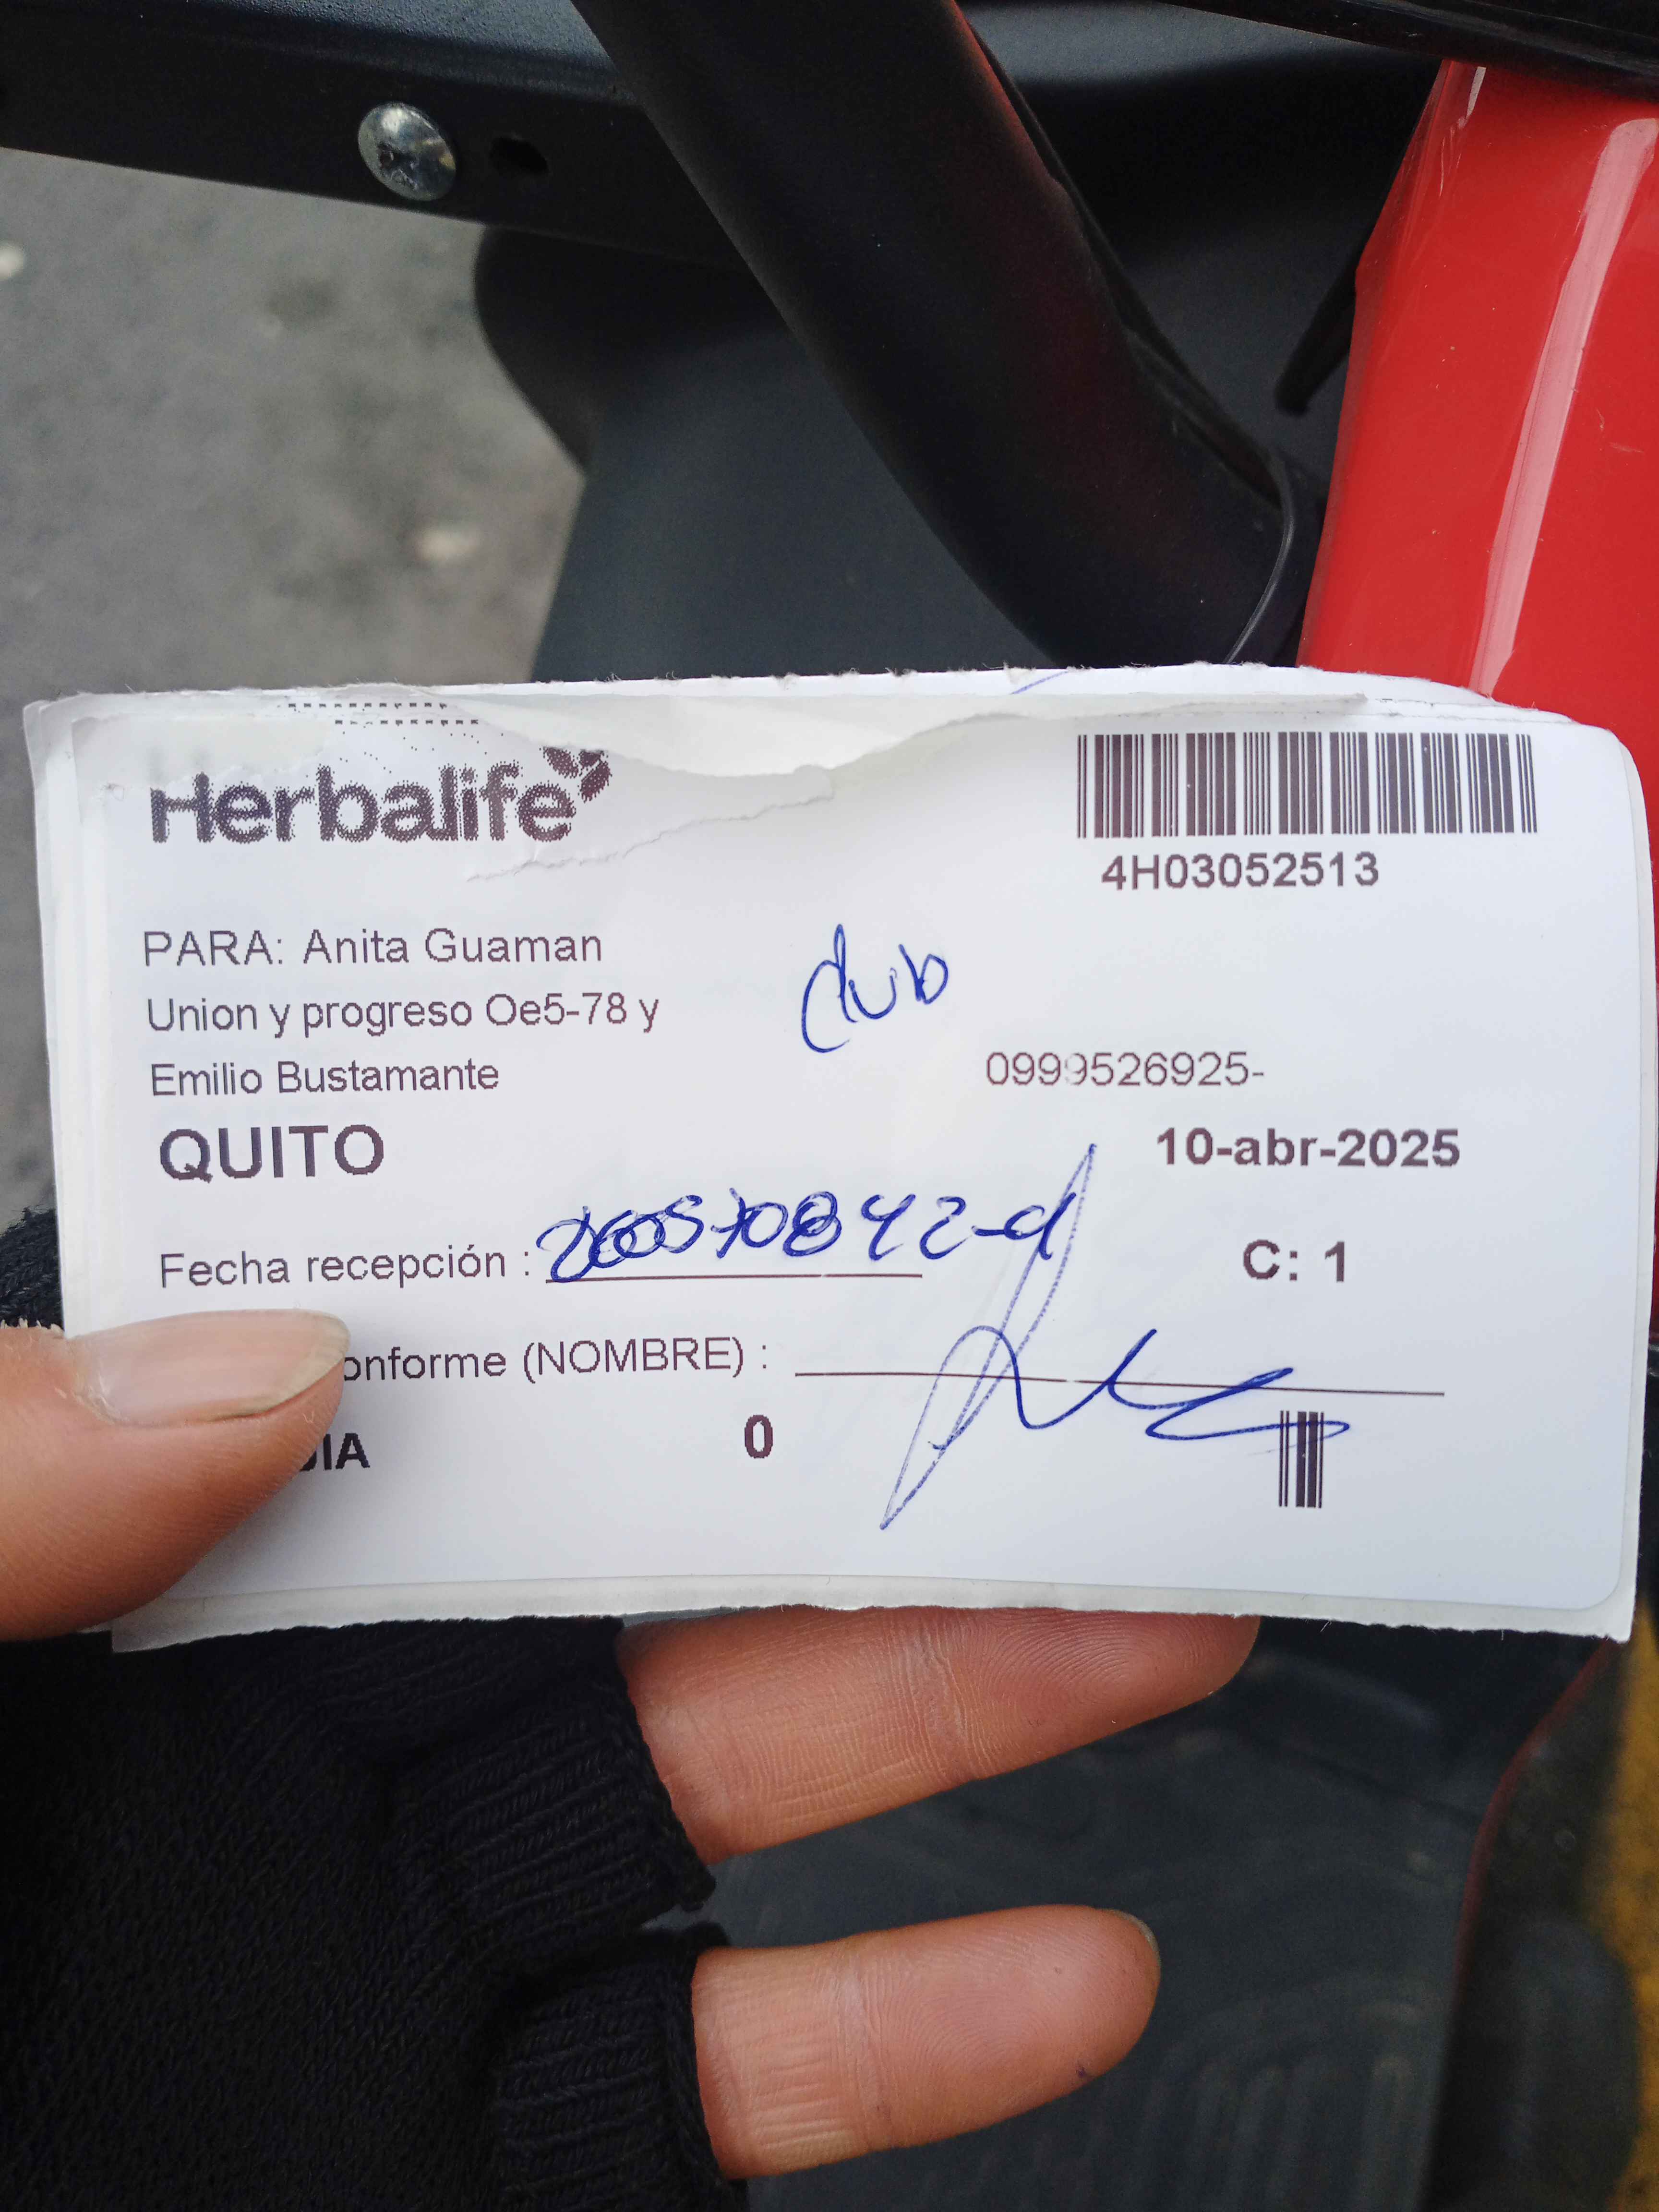 Herbalife
4H03052513
PARA: Anita Guaman
Union y progreso Oe5-78 y
Club
Emilio Bustamante
0999526925-
QUITO
10-abr-2025
Fecha recepción :
C: 1
onforme (NOMBRE) :
0